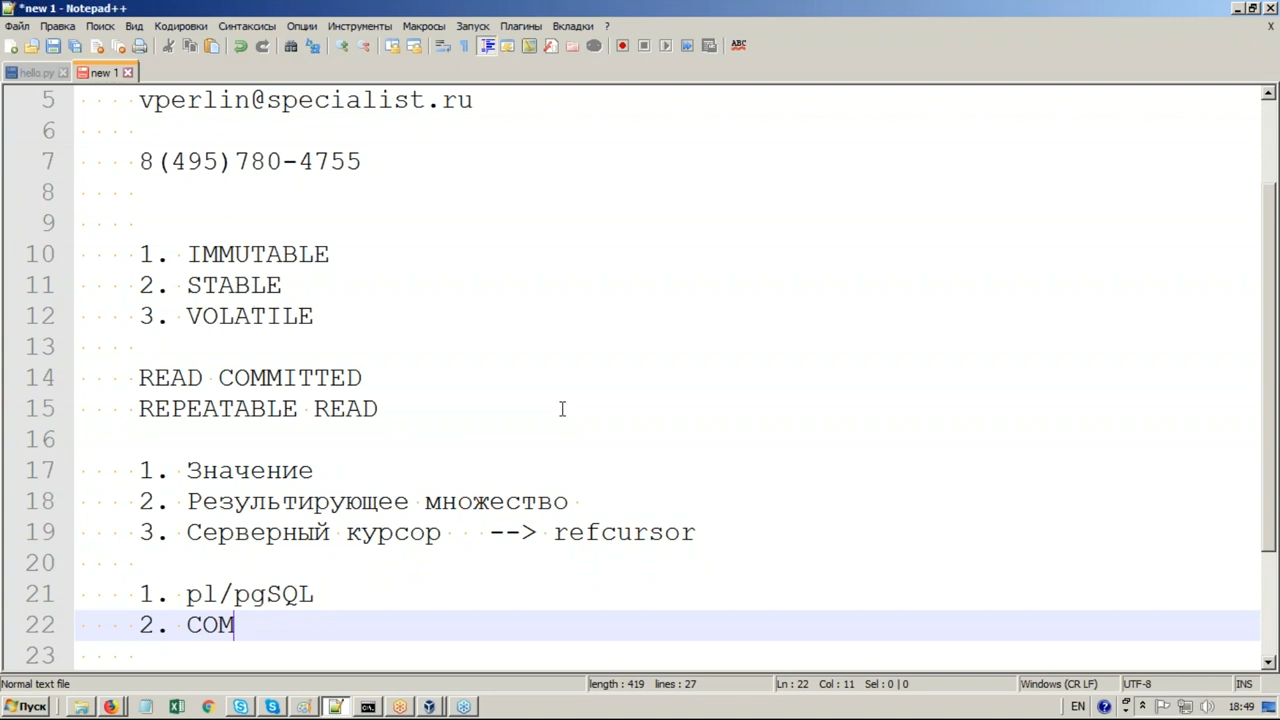 *new 1 - Notepad++
Файл Правка Поиск Вид Кодировки Синтаксисы Опции Инструменты Макросы Запуск Плагины Вкладки ? X
ABC
hello.py new 1
5 vperlin@specialist.ru
6
7 8(495)780-4755
8
9
10 1. IMMUTABLE
11 2. STABLE
12 3. VOLATILE
13
14 READ COMMITTED
15 REPEATABLE READ
16
17 1. Значение
18 2. Результирующее множество
19 3. Серверный курсор --> refcursor
20
21 1. pl/pgSQL
22 2. COM
23
Normal text file length : 419 lines : 27 Ln : 22 Col : 11 Sel : 0 | 0 Windows (CR LF) UTF-8 INS
Пуск EN 18:49